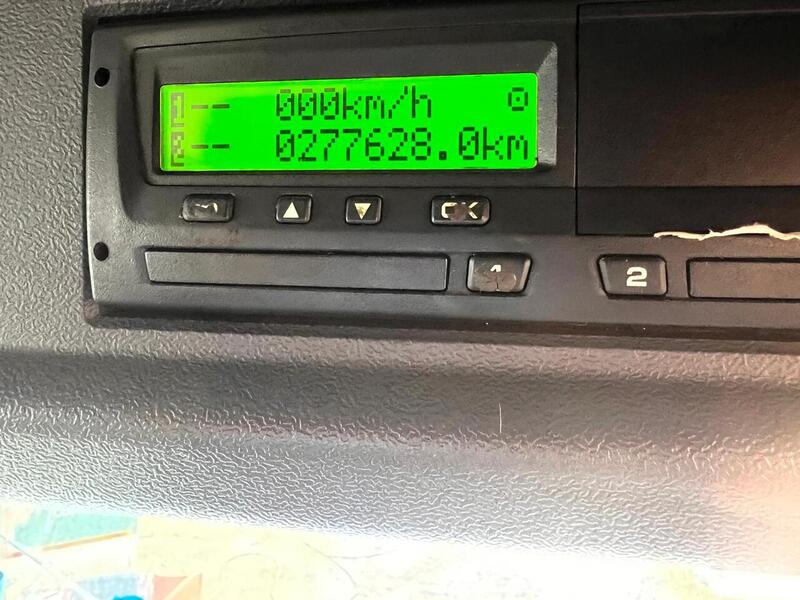 1-- 000km/h
2-- 0277628.0km
▲ ▼ OK
1 2